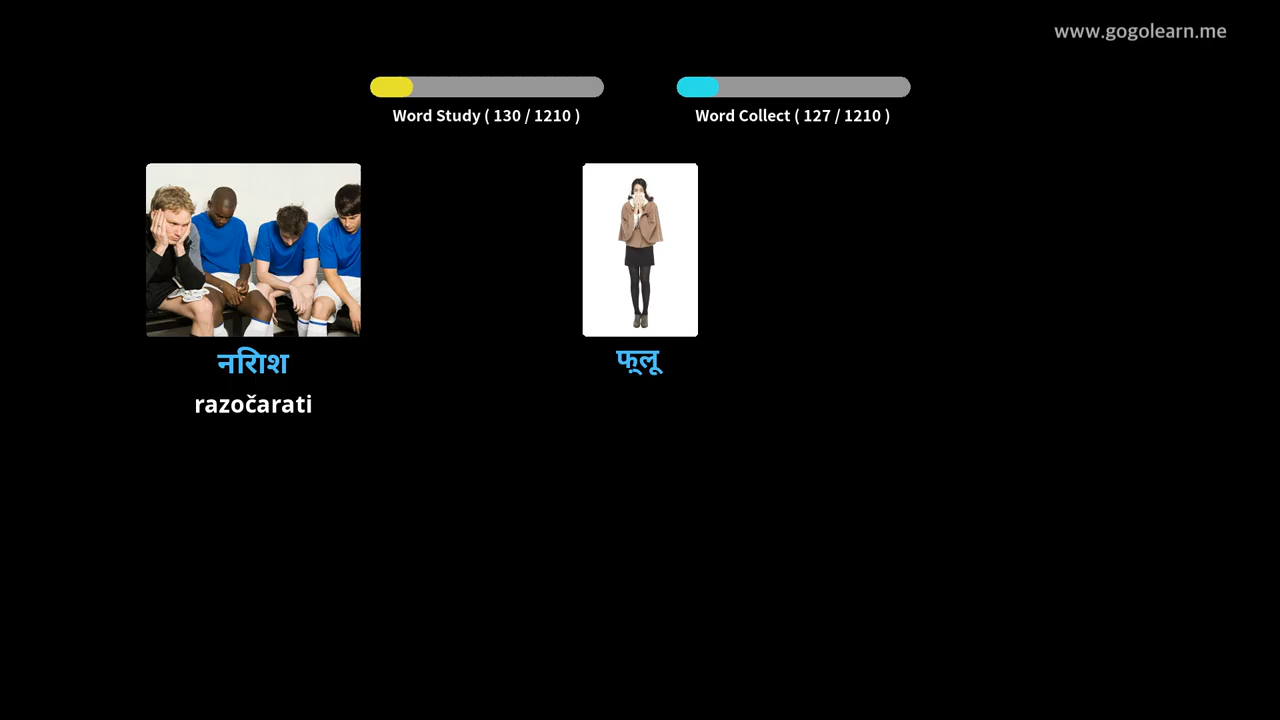 www.gogolearn.me
Word Study ( 130 / 1210 )
Word Collect ( 127 / 1210 )
निराश
फ़्लू
razočarati